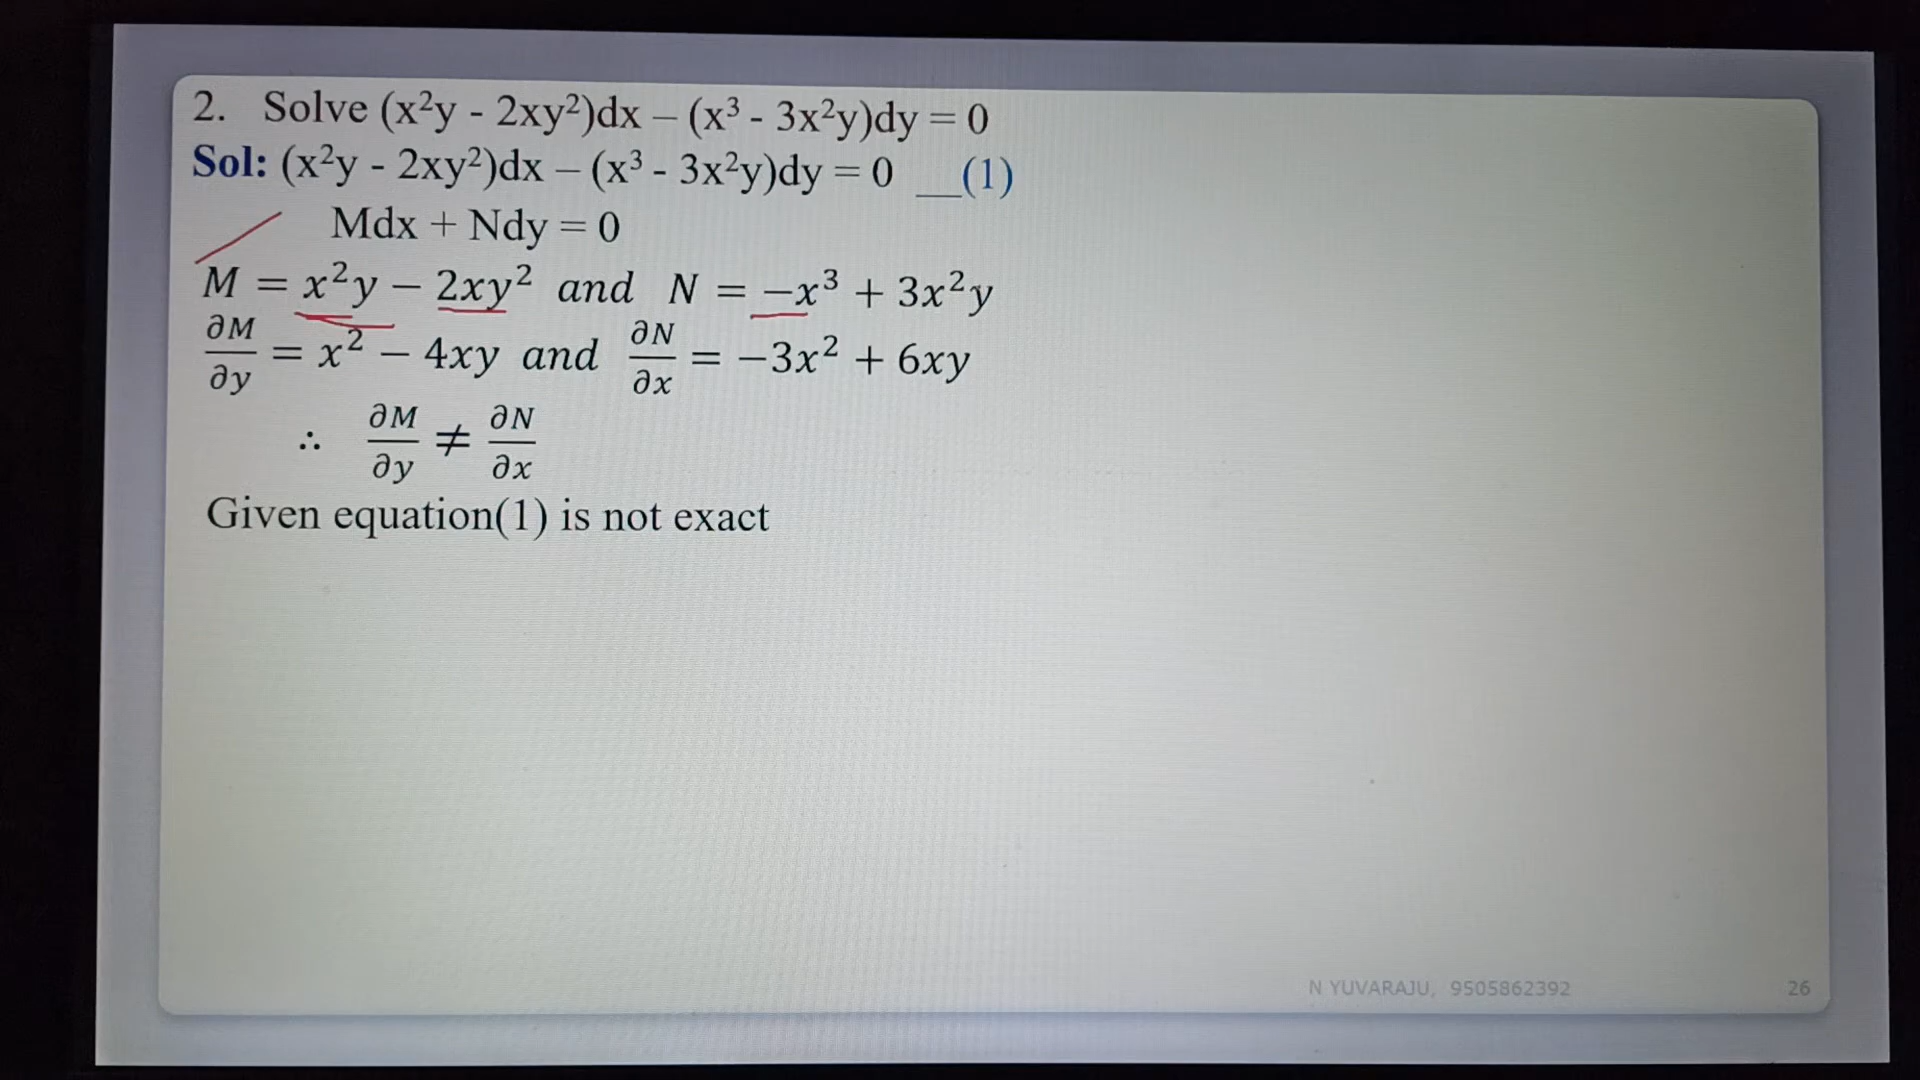 2. Solve (x²y - 2xy²)dx – (x³ - 3x²y)dy = 0
Sol: (x²y - 2xy²)dx – (x³ - 3x²y)dy = 0 __(1)
Mdx + Ndy = 0
M = x²y − 2xy² and N = −x³ + 3x²y
∂M/∂y = x² − 4xy and ∂N/∂x = −3x² + 6xy
∴ ∂M/∂y ≠ ∂N/∂x
Given equation(1) is not exact
N YUVARAJU, 9505862392 26